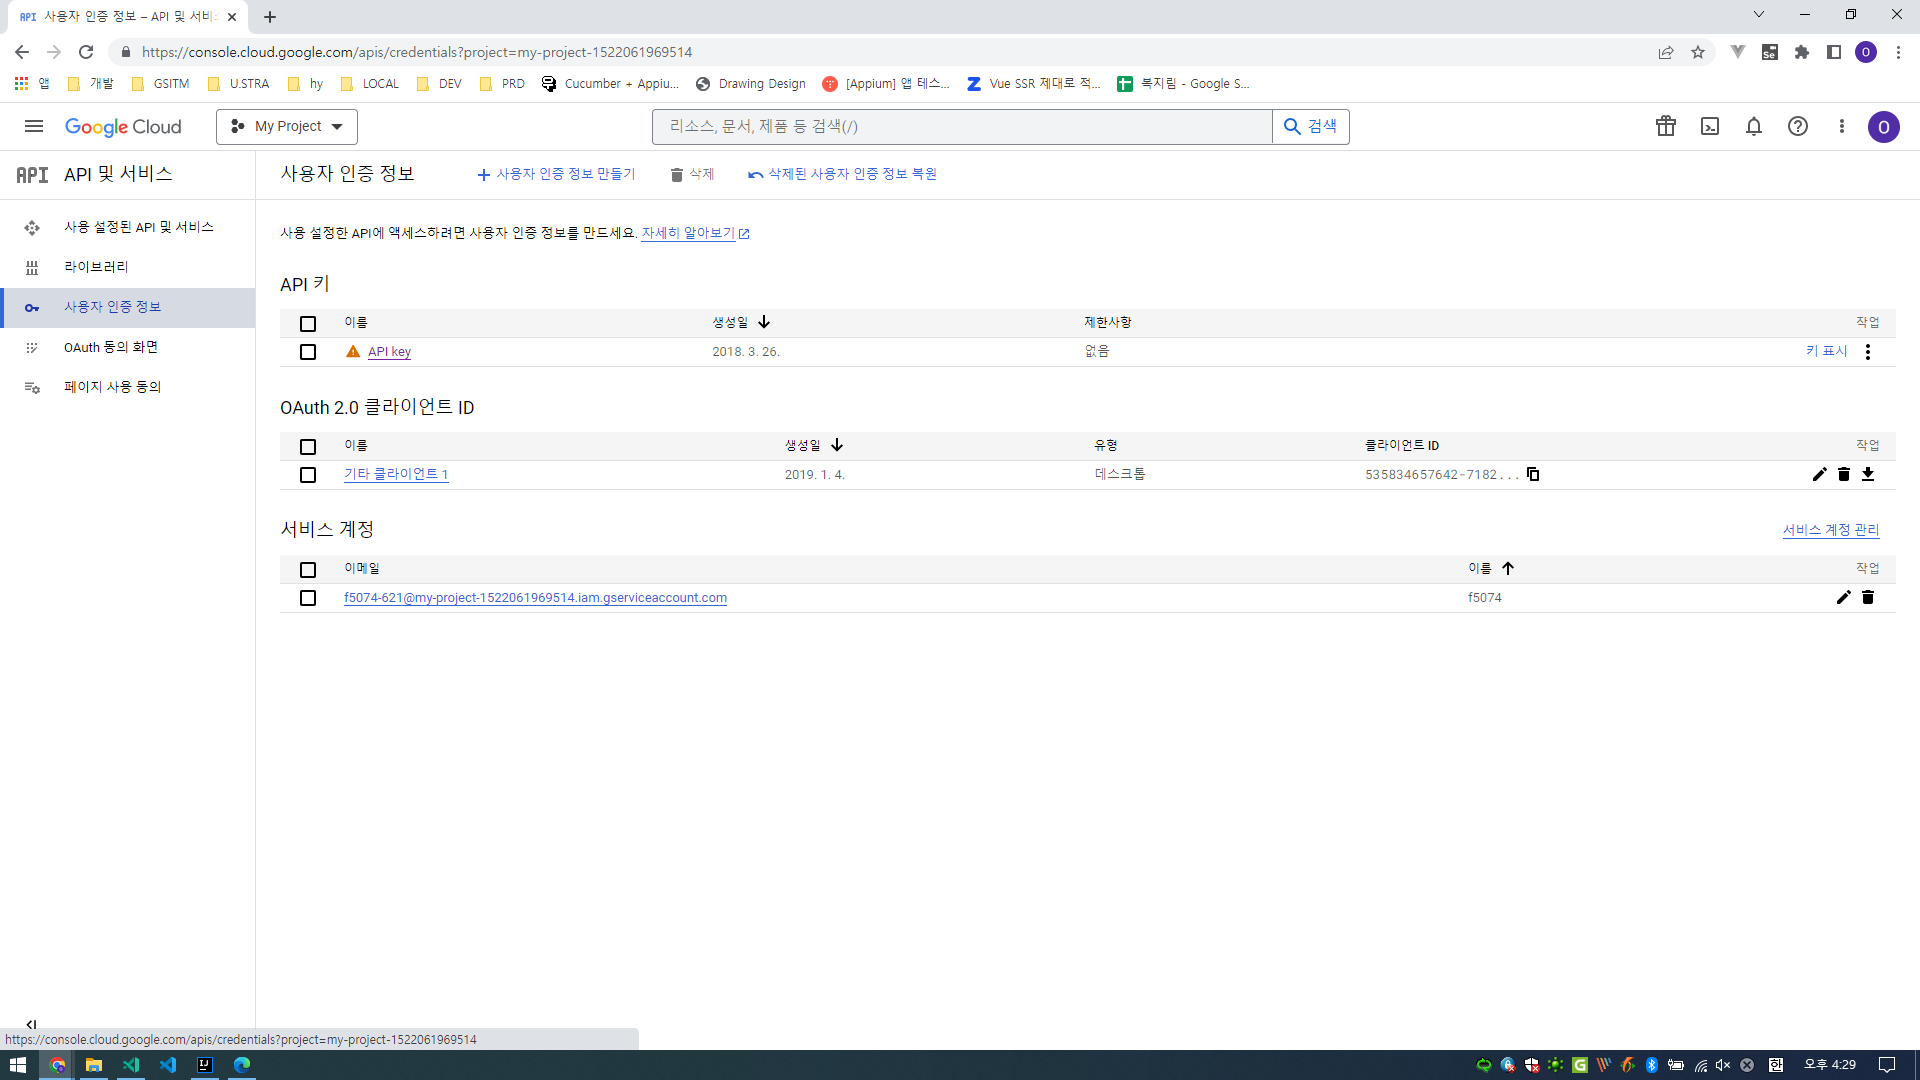 API 사용자 인증 정보 – API 및 서비스
https://console.cloud.google.com/apis/credentials?project=my-project-1522061969514
Se
O
앱 개발 GSITM U.STRA hy LOCAL DEV PRD Cucumber + Appiu... Drawing Design [Appium] 앱 테스... Vue SSR 제대로 적... 복지림 - Google S...
Google Cloud My Project 리소스, 문서, 제품 등 검색(/) 검색 O
API API 및 서비스
사용자 인증 정보 사용자 인증 정보 만들기 삭제 삭제된 사용자 인증 정보 복원
사용 설정된 API 및 서비스
라이브러리
사용자 인증 정보
OAuth 동의 화면
페이지 사용 동의
사용 설정한 API에 액세스하려면 사용자 인증 정보를 만드세요. 자세히 알아보기
API 키
이름 생성일 제한사항 작업
API key 2018. 3. 26. 없음 키 표시
OAuth 2.0 클라이언트 ID
이름 생성일 유형 클라이언트 ID 작업
기타 클라이언트 1 2019. 1. 4. 데스크톱 535834657642-7182...
서비스 계정 서비스 계정 관리
이메일 이름 작업
f5074-621@my-project-1522061969514.iam.gserviceaccount.com f5074
https://console.cloud.google.com/apis/credentials?project=my-project-1522061969514
IJ
G
한
오후 4:29